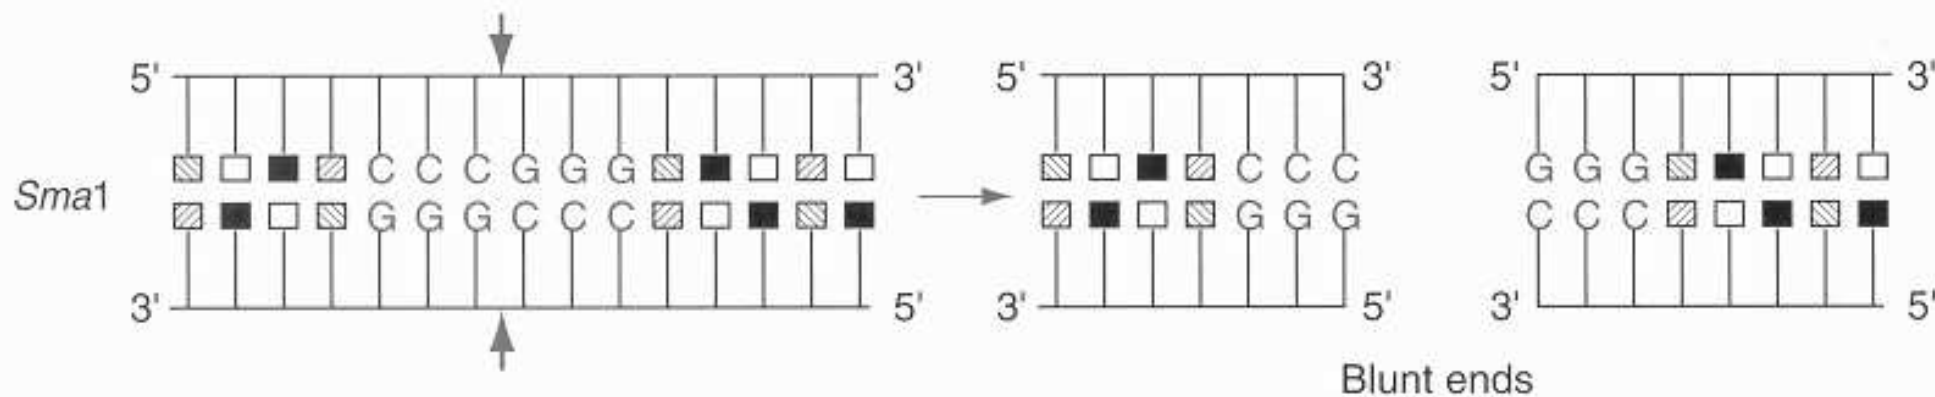 5' 3' 5' 3' 5' 3'
C C C G G G C C C G G G
Sma1
G G G C C C G G G C C C
3' 5' 3' 5' 3' 5'
Blunt ends